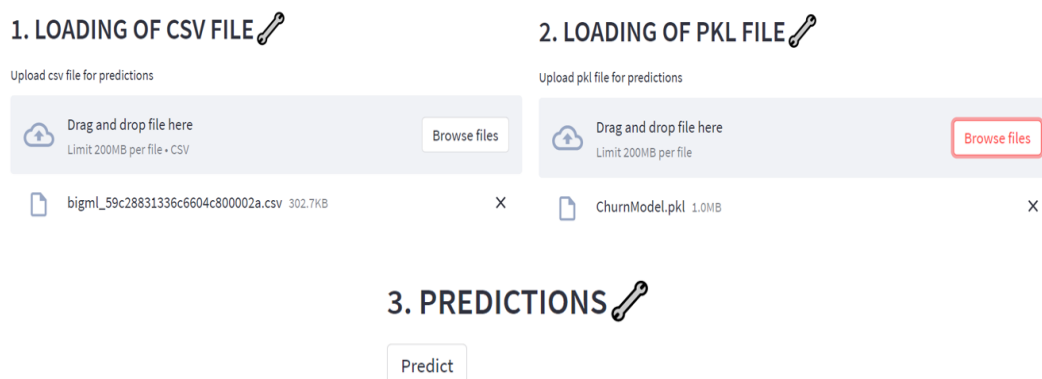 1. LOADING OF CSV FILE
Upload csv file for predictions
Drag and drop file here
Limit 200MB per file • CSV
Browse files
bigml_59c28831336c6604c800002a.csv 302.7KB
2. LOADING OF PKL FILE
Upload pkl file for predictions
Drag and drop file here
Limit 200MB per file
Browse files
ChurnModel.pkl 1.0MB
3. PREDICTIONS
Predict